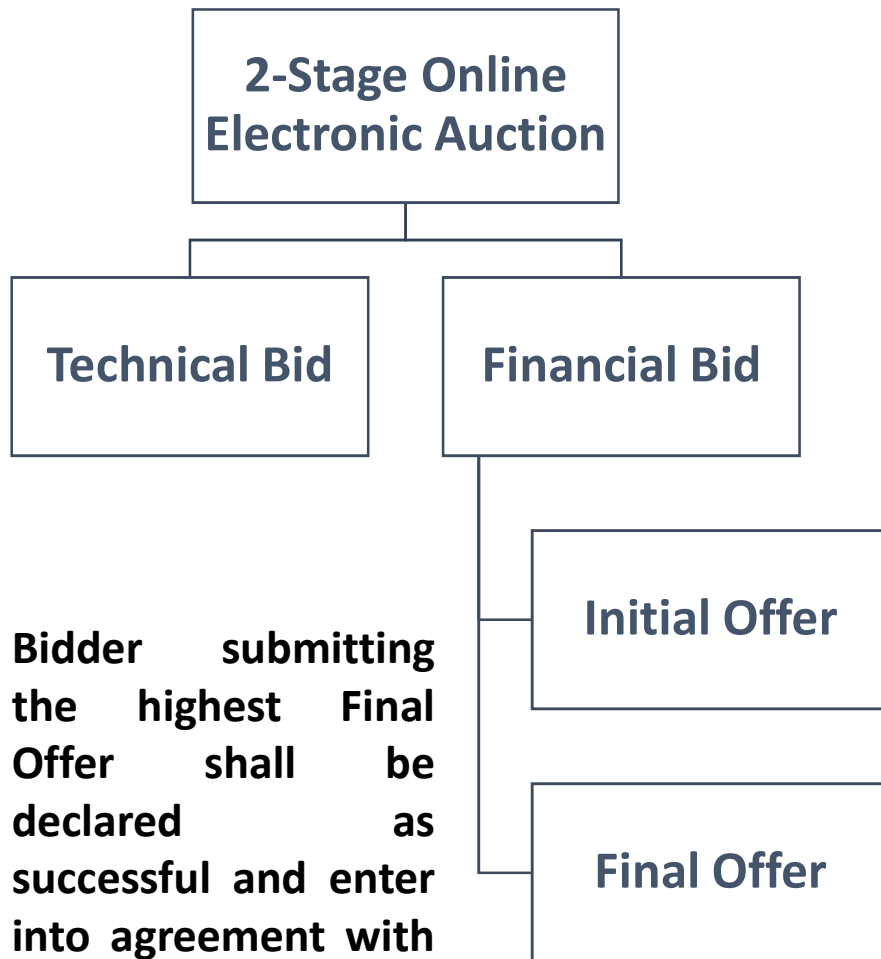 2-Stage Online
Electronic Auction
Technical Bid
Financial Bid
Initial Offer
Bidder submitting
the highest Final
Offer shall be
declared as
successful and enter
into agreement with
Final Offer